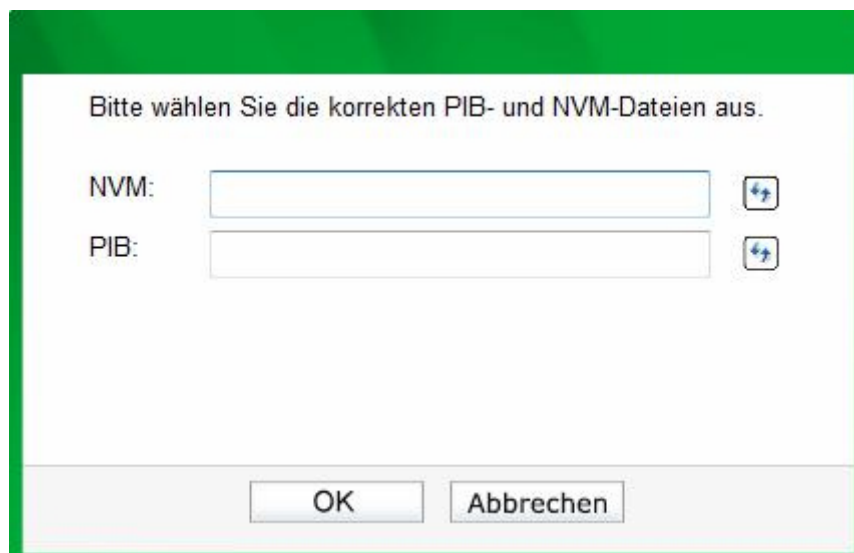 Bitte wählen Sie die korrekten PIB- und NVM-Dateien aus.
NVM:
PIB:
OK Abbrechen